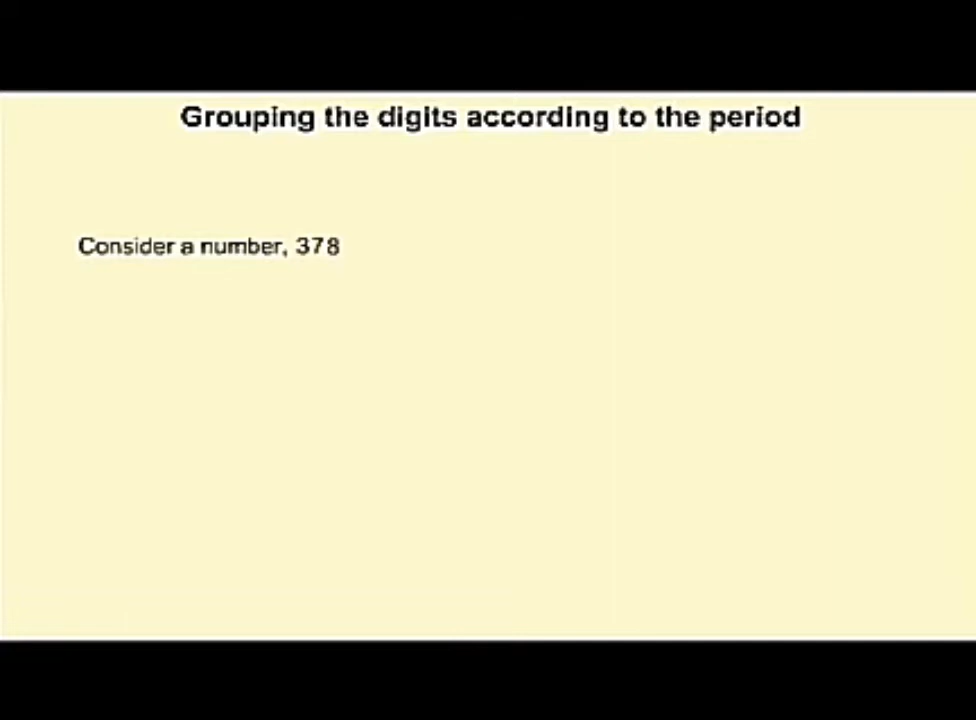 Grouping the digits according to the period
Consider a number, 378